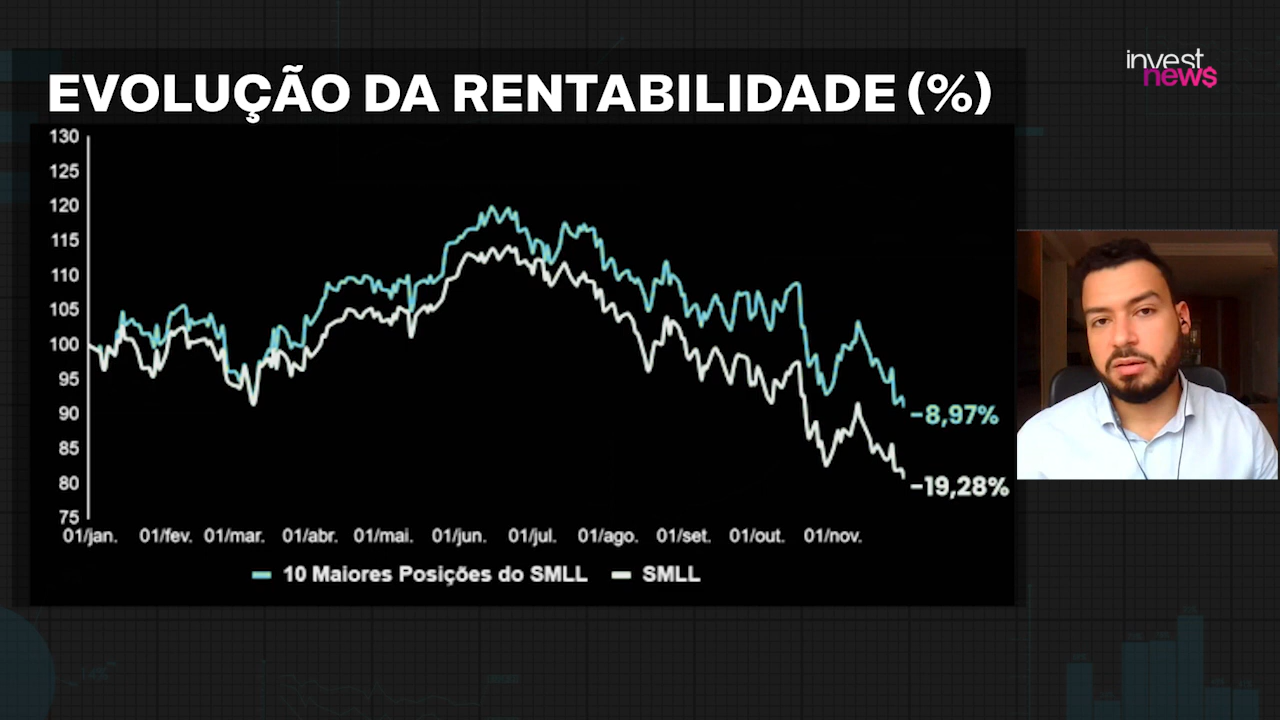 invest
new$
EVOLUÇÃO DA RENTABILIDADE (%)
130
125
120
115
110
105
100
95
90
85
80
75
-8,97%
-19,28%
01/jan. 01/fev. 01/mar. 01/abr. 01/mai. 01/jun. 01/jul. 01/ago. 01/set. 01/out. 01/nov.
10 Maiores Posições do SMLL SMLL